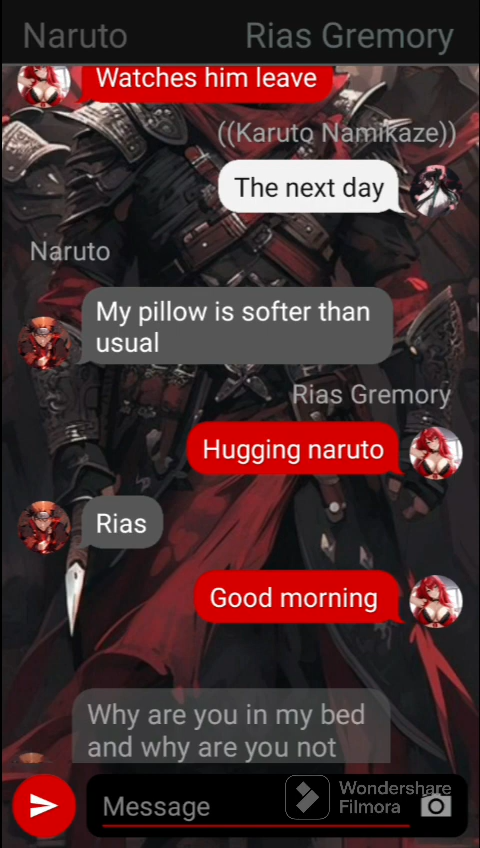 Naruto
Rias Gremory
Watches him leave
((Karuto Namikaze))
The next day
Naruto
My pillow is softer than
usual
Rias Gremory
Hugging naruto
Rias
Good morning
Why are you in my bed
and why are you not
Message
Wondershare
Filmora